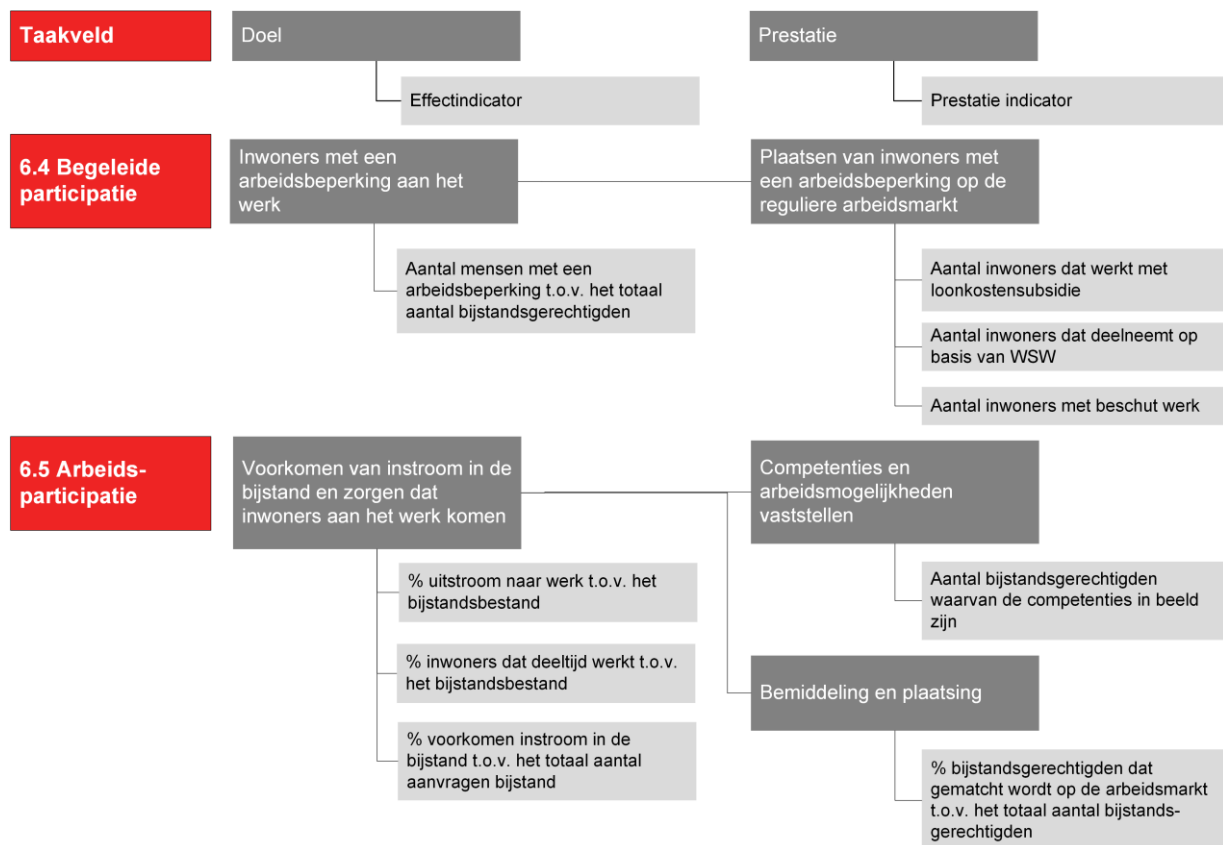 Taakveld
Doel
Prestatie
Effectindicator
Prestatie indicator
6.4 Begeleide
participatie
Inwoners met een
arbeidsbeperking aan het
werk
Plaatsen van inwoners met
een arbeidsbeperking op de
reguliere arbeidsmarkt
Aantal mensen met een
arbeidsbeperking t.o.v. het totaal
aantal bijstandsgerechtigden
Aantal inwoners dat werkt met
loonkostensubsidie
Aantal inwoners dat deelneemt op
basis van WSW
Aantal inwoners met beschut werk
6.5 Arbeids-
participatie
Voorkomen van instroom in de
bijstand en zorgen dat
inwoners aan het werk komen
Competenties en
arbeidsmogelijkheden
vaststellen
% uitstroom naar werk t.o.v. het
bijstandsbestand
% inwoners dat deeltijd werkt t.o.v.
het bijstandsbestand
% voorkomen instroom in de
bijstand t.o.v. het totaal aantal
aanvragen bijstand
Aantal bijstandsgerechtigden
waarvan de competenties in beeld
zijn
Bemiddeling en plaatsing
% bijstandsgerechtigden dat
gematcht wordt op de arbeidsmarkt
t.o.v. het totaal aantal bijstands-
gerechtigden